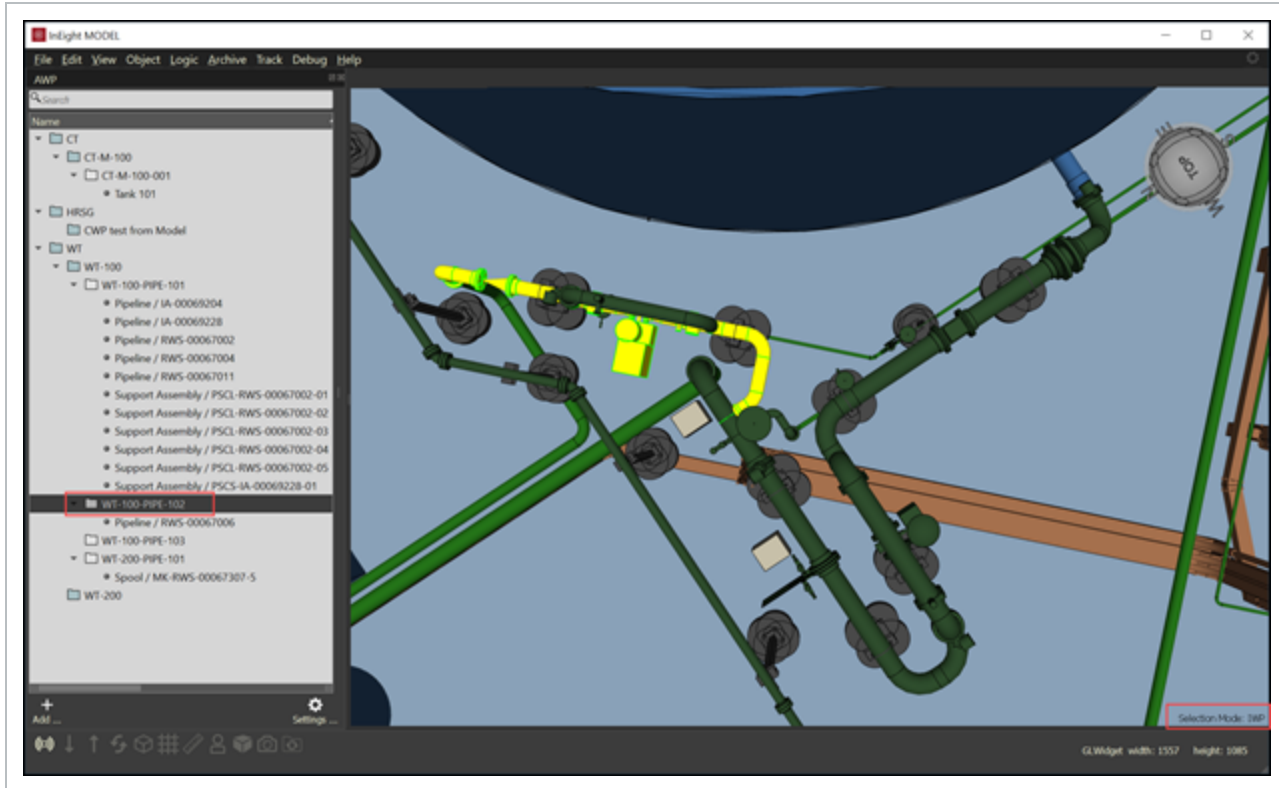 InEight MODEL
File Edit View Object Logic Archive Track Debug Help
AWP
Search
Name
CT
CT-M-100
CT-M-100-001
Tank 101
HRSG
CWP test from Model
WT
WT-100
WT-100-PIPE-101
Pipeline / IA-00069204
Pipeline / IA-00069228
Pipeline / RWS-00067002
Pipeline / RWS-00067004
Pipeline / RWS-00067011
Support Assembly / PSCL-RWS-00067002-01
Support Assembly / PSCL-RWS-00067002-02
Support Assembly / PSCL-RWS-00067002-03
Support Assembly / PSCL-RWS-00067002-04
Support Assembly / PSCL-RWS-00067002-05
Support Assembly / PSCS-IA-00069228-01
WT-100-PIPE-102
Pipeline / RWS-00067006
WT-100-PIPE-103
WT-200-PIPE-101
Spool / MK-RWS-00067307-5
WT-200
Add ...
Settings ...
TOP
W
Selection Mode: IWP
GLWidget width: 1557 height: 1085